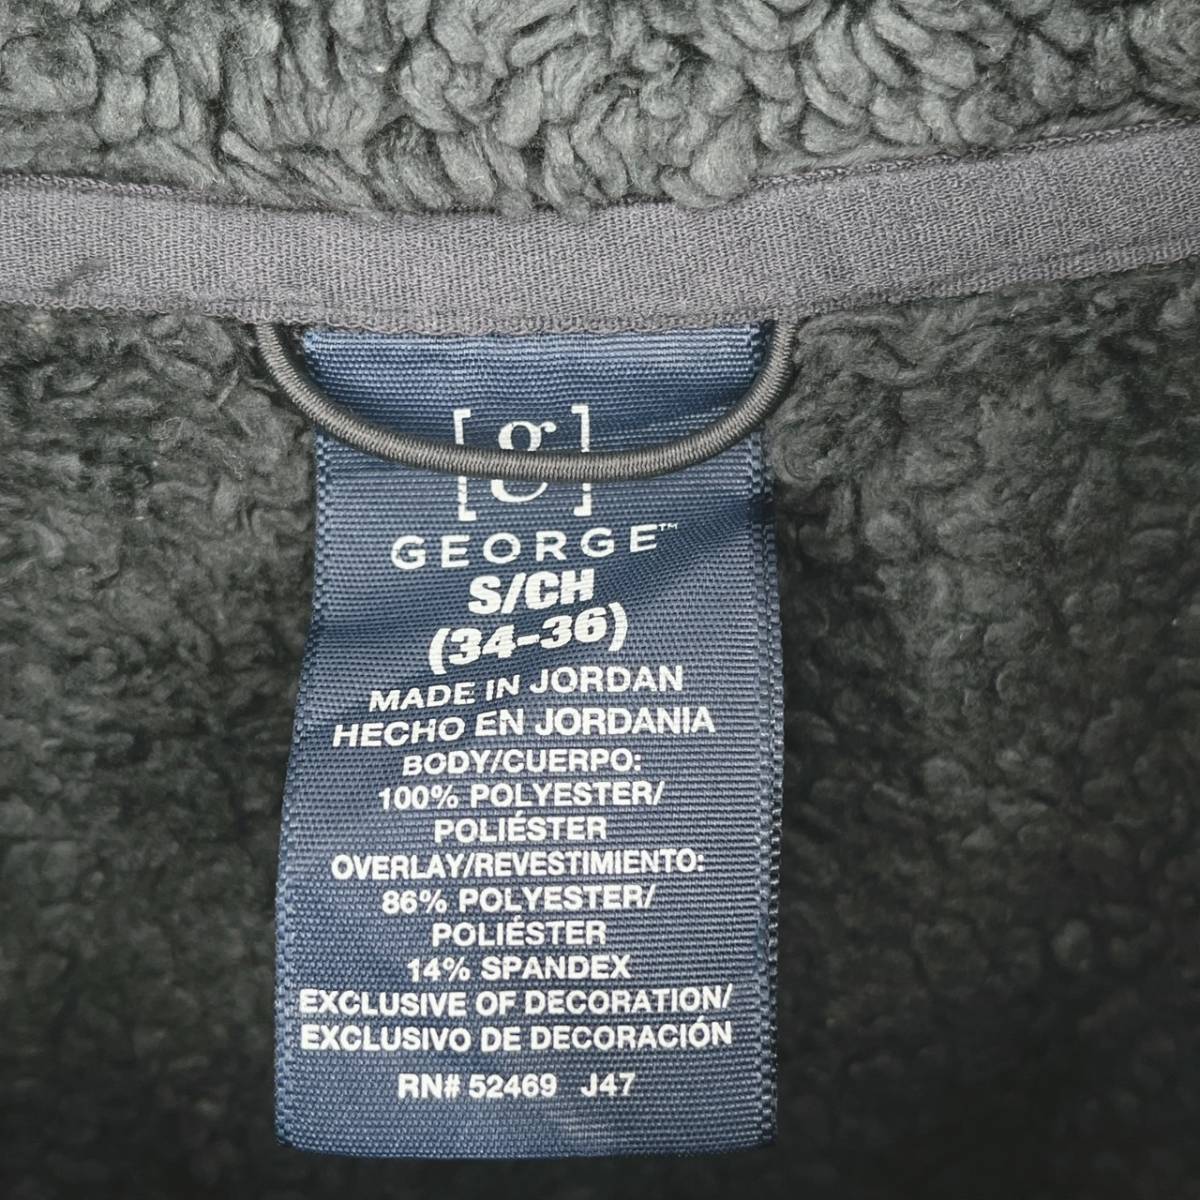 [g]
GEORGE™
S/CH
(34-36)
MADE IN JORDAN
HECHO EN JORDANIA
BODY/CUERPO:
100% POLYESTER/
POLIÉSTER
OVERLAY/REVESTIMIENTO:
86% POLYESTER/
POLIÉSTER
14% SPANDEX
EXCLUSIVE OF DECORATION/
EXCLUSIVO DE DECORACIÓN
RN# 52469 J47